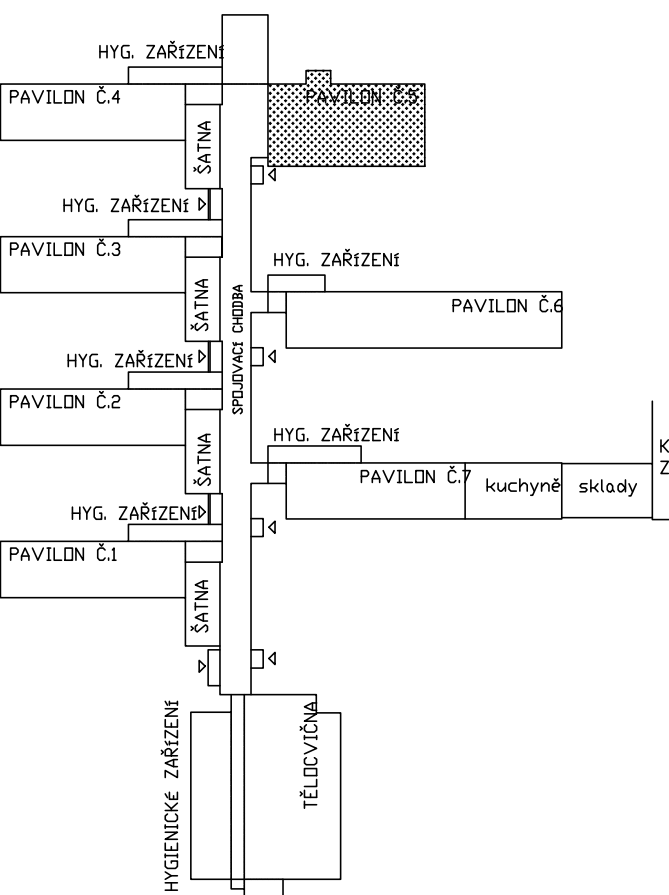 HYG. ZAŘÍZENÍ
PAVILON Č.4
PAVILON Č.5
ŠATNA
HYG. ZAŘÍZENÍ
PAVILON Č.3
HYG. ZAŘÍZENÍ
ŠATNA
SPOJOVACÍ CHODBA
PAVILON Č.6
HYG. ZAŘÍZENÍ
PAVILON Č.2
HYG. ZAŘÍZENÍ
ŠATNA
K
Z
PAVILON Č.7
kuchyně
sklady
HYG. ZAŘÍZENÍ
PAVILON Č.1
ŠATNA
HYGIENICKÉ ZAŘÍZENÍ
TĚLOCVIČNA